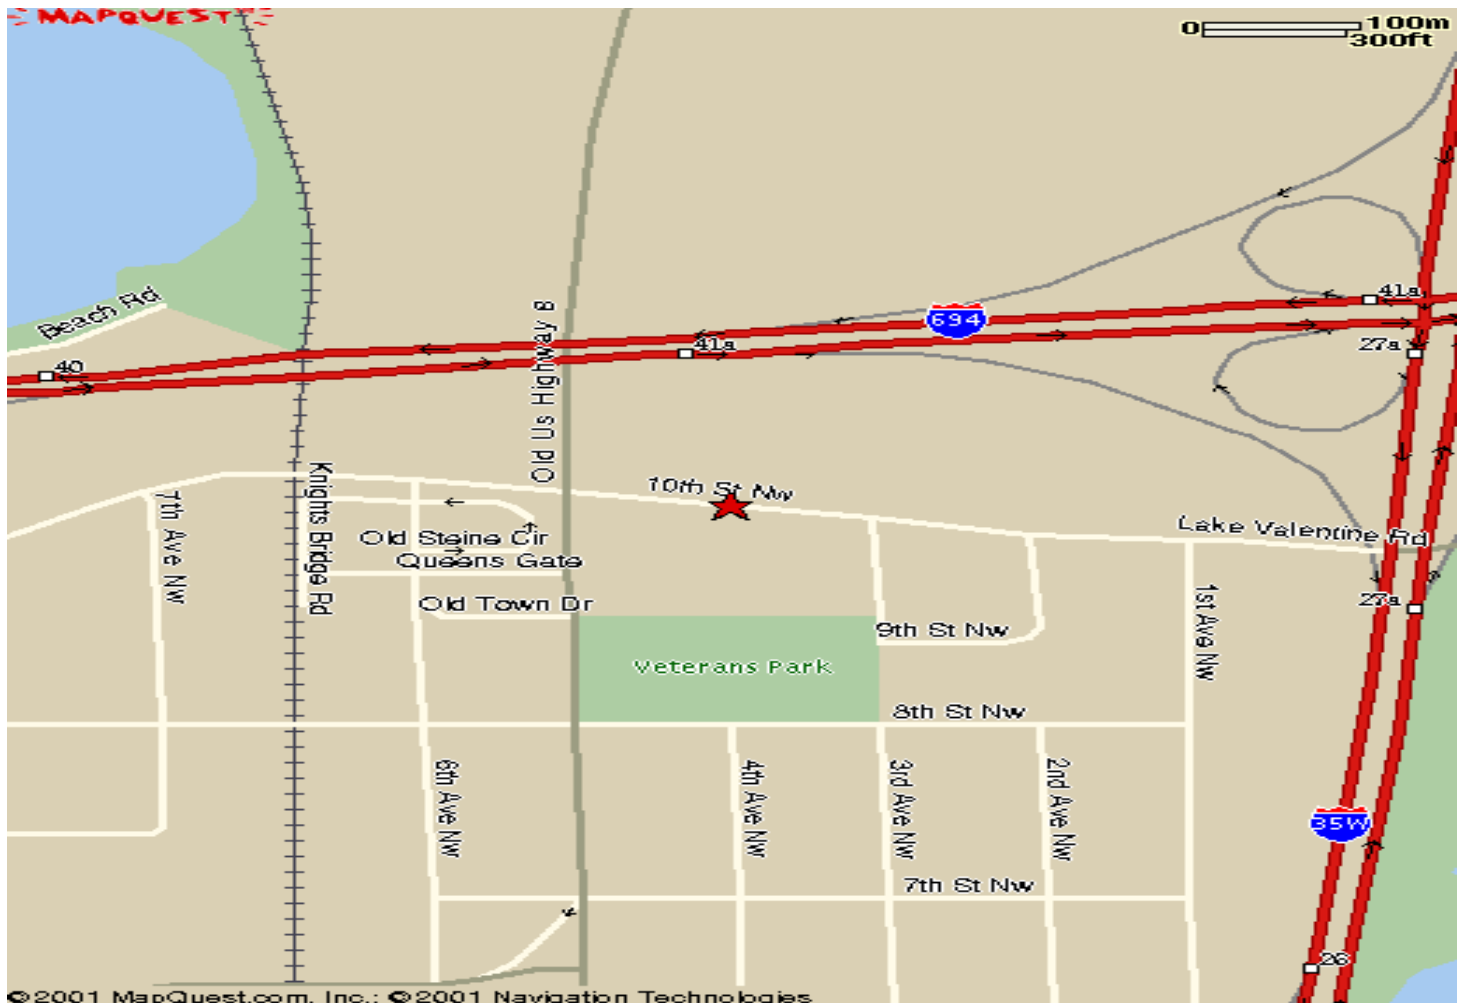 MAPQUEST
0 100m
300ft
Beach Rd
40
Old Us Highway 8
41a
694
41a
27a
Knights Bridge Rd
7th Ave NW
10th St Nw
Lake Valentine Rd
Old Steine Cir
Queens Gate
Old Town Dr
9th St Nw
1st Ave NW
27a
Veterans Park
8th St Nw
6th Ave NW
4th Ave NW
3rd Ave NW
2nd Ave NW
35W
7th St Nw
26
©2001 MapQuest.com, Inc.; ©2001 Navigation Technologies